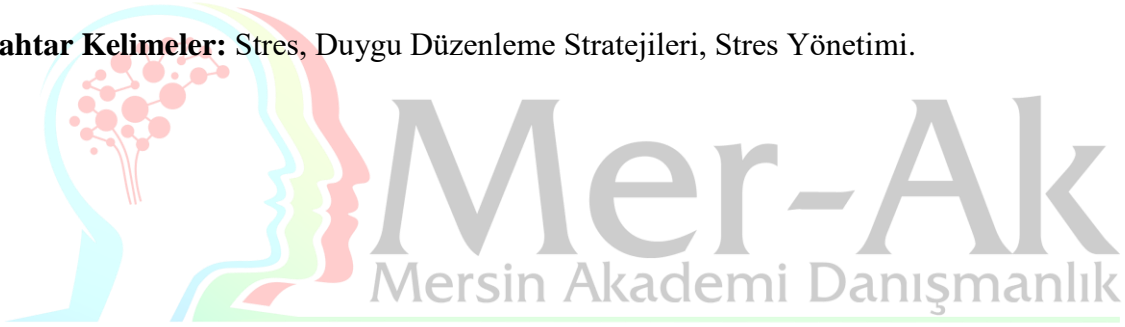 ahtar Kelimeler: Stres, Duygu Düzenleme Stratejileri, Stres Yönetimi.
Mer-Ak
Mersin Akademi Danışmanlık